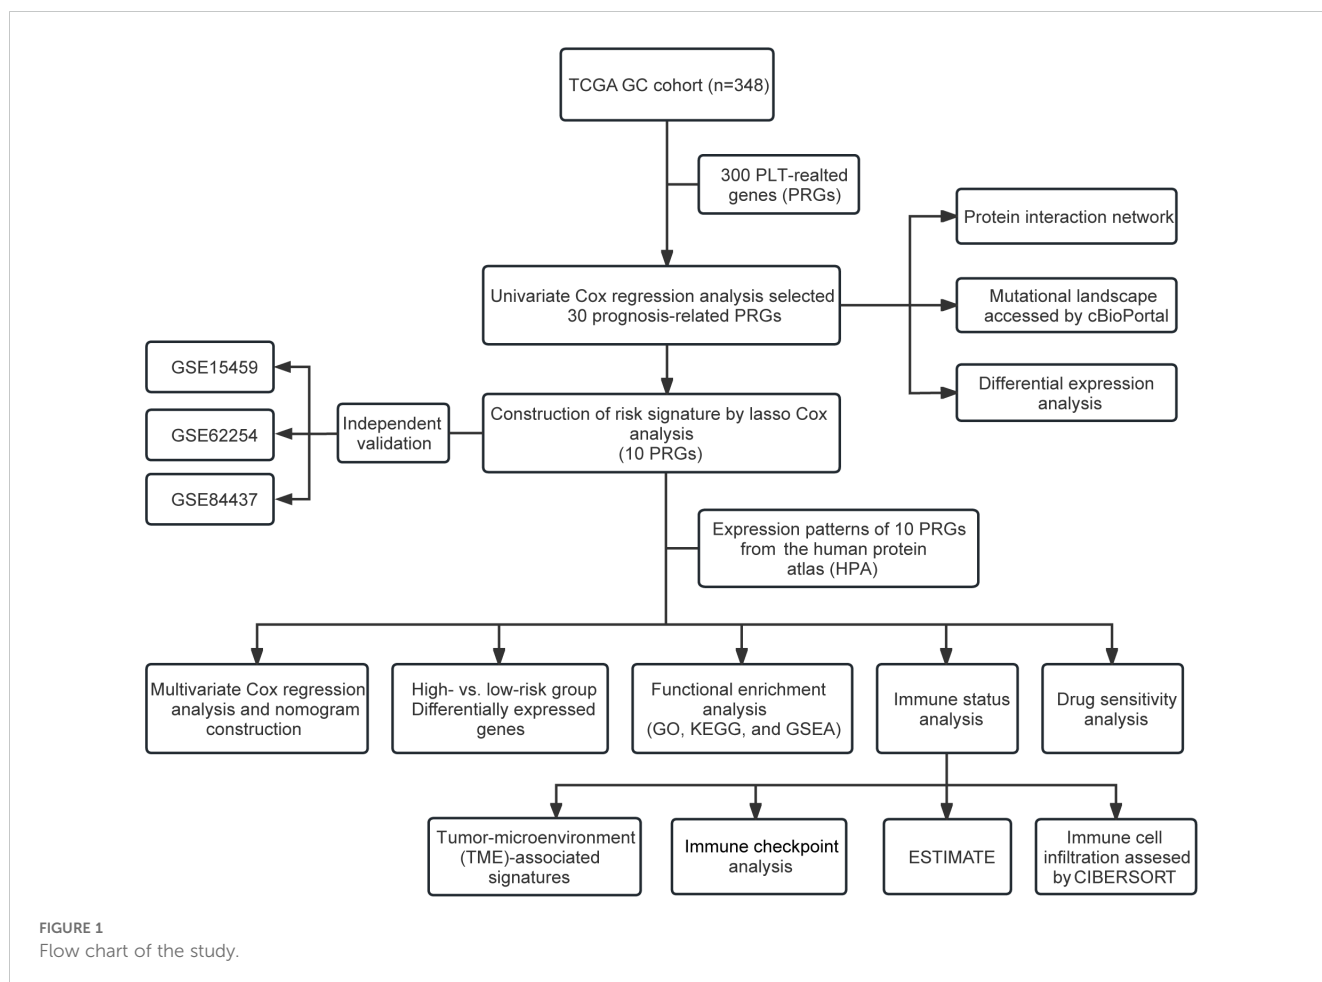 TCGA GC cohort (n=348)
300 PLT-realted
genes (PRGs)
Protein interaction network
Univariate Cox regression analysis selected
30 prognosis-related PRGs
Mutational landscape
accessed by cBioPortal
Differential expression
analysis
GSE15459
GSE62254
GSE84437
Independent
validation
Construction of risk signature by lasso Cox
analysis
(10 PRGs)
Expression patterns of 10 PRGs
from the human protein
atlas (HPA)
Multivariate Cox regression
analysis and nomogram
construction
High- vs. low-risk group
Differentially expressed
genes
Functional enrichment
analysis
(GO, KEGG, and GSEA)
Immune status
analysis
Drug sensitivity
analysis
Tumor-microenvironment
(TME)-associated
signatures
Immune checkpoint
analysis
ESTIMATE
Immune cell
infiltration assesed
by CIBERSORT
FIGURE 1
Flow chart of the study.